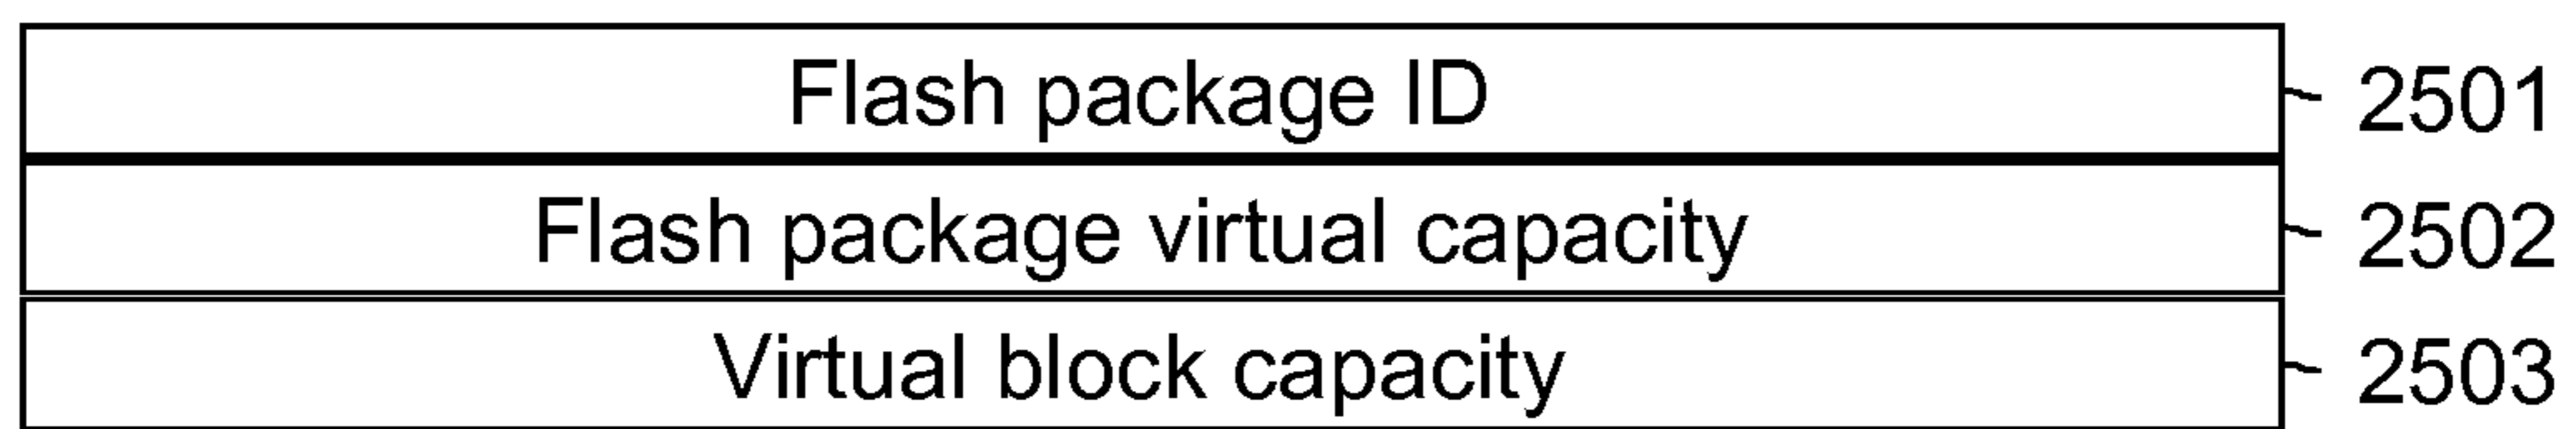 Flash package ID 2501
Flash package virtual capacity 2502
Virtual block capacity 2503